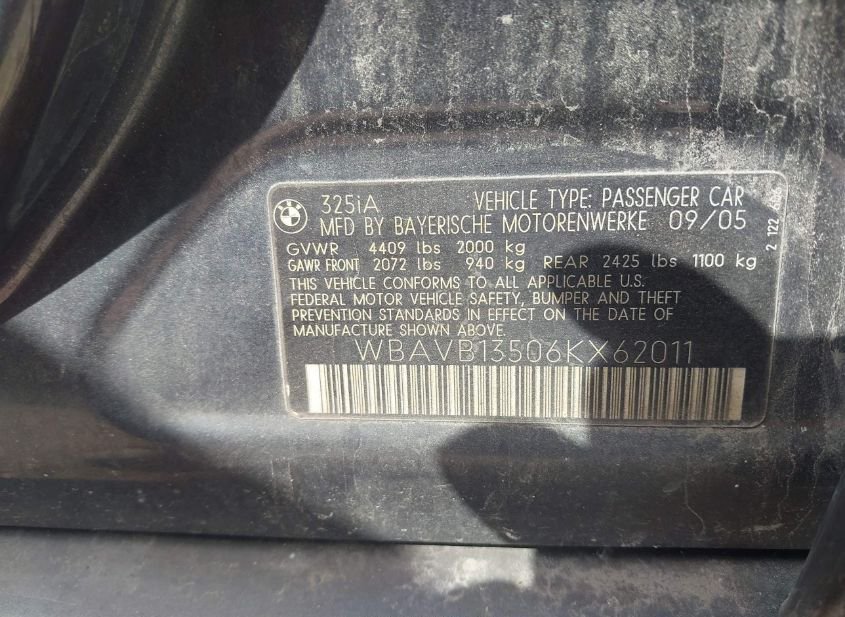 325iA VEHICLE TYPE: PASSENGER CAR
MFD BY BAYERISCHE MOTORENWERKE 09/05
GVWR 4409 lbs 2000 kg
GAWR FRONT 2072 lbs 940 kg REAR 2425 lbs 1100 kg
THIS VEHICLE CONFORMS TO ALL APPLICABLE U.S.
FEDERAL MOTOR VEHICLE SAFETY, BUMPER AND THEFT
PREVENTION STANDARDS IN EFFECT ON THE DATE OF
MANUFACTURE SHOWN ABOVE.
WBAVB13506KX62011
2 122